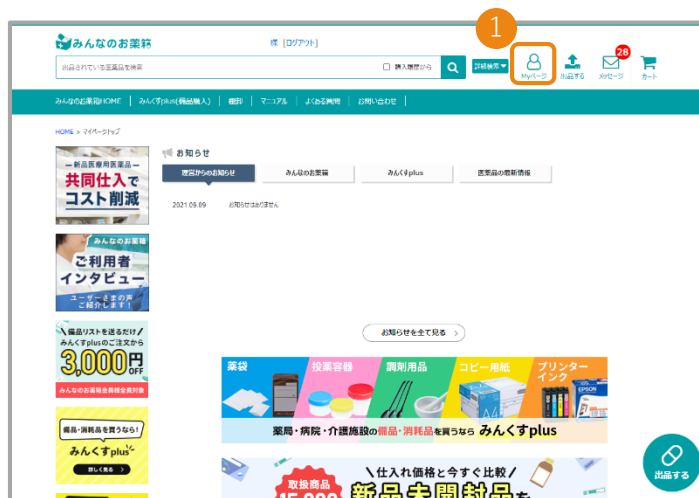 1
みんなのお薬箱
様 [ログアウト]
出品されている医薬品を検索
購入履歴から
詳細検索▼
Myページ
出品する
28
メッセージ
カート
みんなのお薬箱HOME
みんくすplus(備品購入)
棚卸
マニュアル
よくある質問
お問い合わせ
HOME > マイページトップ
お知らせ
運営からのお知らせ
みんなのお薬箱
みんくすplus
医薬品の最新情報
2021.09.09 お知らせはありません
お知らせを全て見る
ー新品医療用医薬品ー
共同仕入で
コスト削減
みんなのお薬箱
ご利用者
インタビュー
ユーザーさまの声
ご紹介します!
\備品リストを送るだけ/
みんくすplusのご注文から
3,000円OFF
みんなのお薬箱会員様全員対象
備品・消耗品を買うなら!
みんくすplus
詳しく見る
薬袋
投薬容器
調剤用品
コピー用紙
プリンターインク
A4
EPSON
薬局・病院・介護施設の備品・消耗品を買うなら みんくすplus
\仕入れ価格と今すぐ比較/
取扱商品
15,000
新品未開封品を
出品する